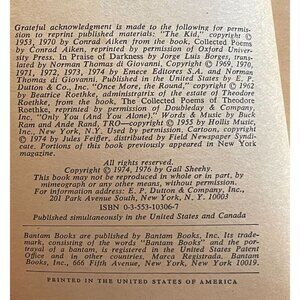 Grateful acknowledgment is made to the following for permis-
sion to reprint published materials: "The Kid," copyright ©
1953, 1970 by Conrad Aiken from the book, Collected Poems
by Conrad Aiken, reprinted by permission of Oxford Univer-
sity Press. In Praise of Darkness by Jorge Luis Borges, trans-
lated by Norman Thomas di Giovanni, copyright © 1969, 1970,
1971, 1972, 1973, 1974 by Emece Editores S.A. and Norman
Thomas di Giovanni. Published in the United States by E. P.
Dutton & Company, Inc. "Once More, the Round," copyright © 1962
by Beatrice Roethke, administratrix of the estate of Theodore
Roethke, from the book, The Collected Poems of Theodore
Roethke, reprinted by permission of Doubleday & Company,
Inc. "Only You (And You Alone)," Words & Music by Buck
Ram and Ande Rand, TRO— copyright © 1955 by Hollis Music,
Inc., New York, N.Y. Used by permission. Cartoon, copyright
© 1974 by Jules Feiffer, distributed by Field Newspaper Syndi-
cate. Portions of this book previously appeared in New York
magazine.
All rights reserved.
Copyright © 1974, 1976 by Gail Sheehy.
This book may not be reproduced in whole or in part, by
mimeograph or any other means, without permission.
For information address: E. P. Dutton & Company, Inc.,
201 Park Avenue South, New York, N.Y. 10003
ISBN 0-3-553-10306-7
Published simultaneously in the United States and Canada
Bantam Books are published by Bantam Books, Inc. Its trade-
mark, consisting of the words "Bantam Books" and the por-
trayal of a bantam, is registered in the United States Patent
Office and in other countries. Marca Registrada. Bantam
Books, Inc., 666 Fifth Avenue, New York, New York 10019.
PRINTED IN THE UNITED STATES OF AMERICA